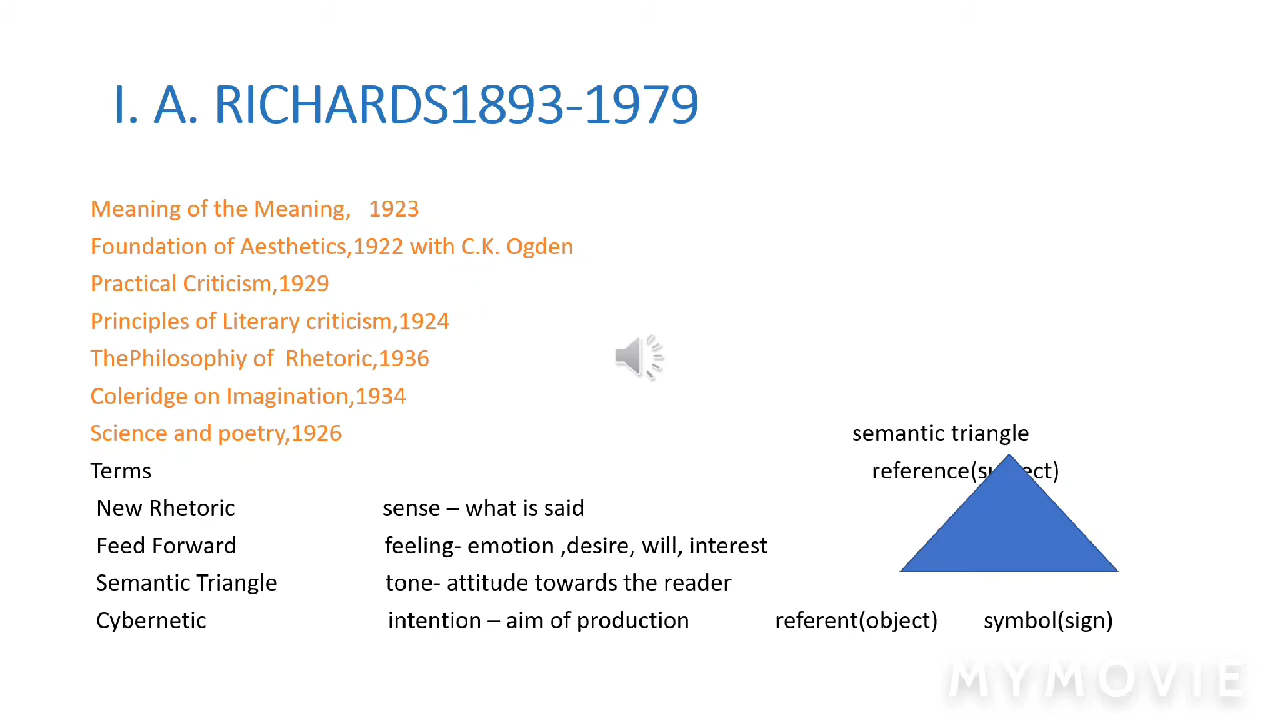 I. A. RICHARDS1893-1979
Meaning of the Meaning, 1923
Foundation of Aesthetics,1922 with C.K. Ogden
Practical Criticism,1929
Principles of Literary criticism,1924
ThePhilosophiy of Rhetoric,1936
Coleridge on Imagination,1934
Science and poetry,1926 semantic triangle
Terms reference(subject)
New Rhetoric sense – what is said
Feed Forward feeling- emotion ,desire, will, interest
Semantic Triangle tone- attitude towards the reader
Cybernetic intention – aim of production referent(object) symbol(sign)
MYMOVIE